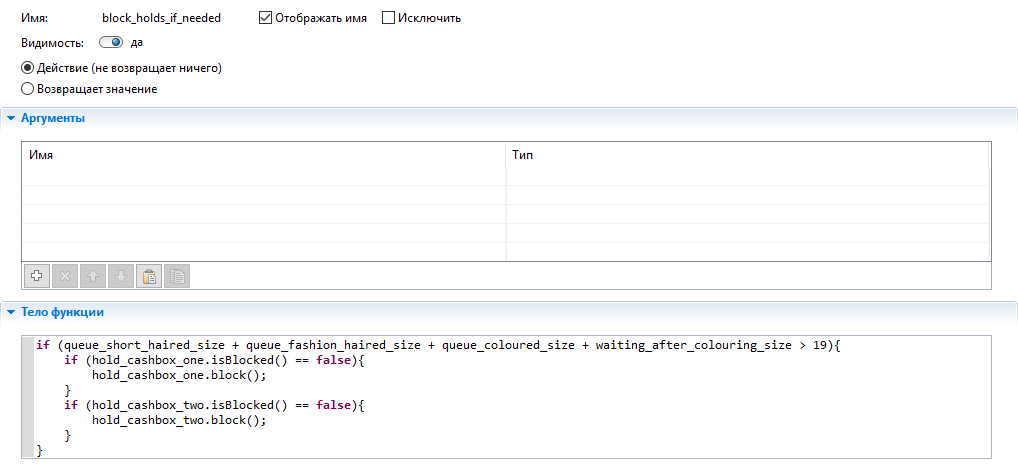 Имя: block_holds_if_needed Отображать имя Исключить
Видимость: да
Действие (не возвращает ничего)
Возвращает значение
Аргументы
Имя Тип
Тело функции
if (queue_short_haired_size + queue_fashion_haired_size + queue_coloured_size + waiting_after_colouring_size > 19){
    if (hold_cashbox_one.isBlocked() == false){
        hold_cashbox_one.block();
    }
    if (hold_cashbox_two.isBlocked() == false){
        hold_cashbox_two.block();
    }
}